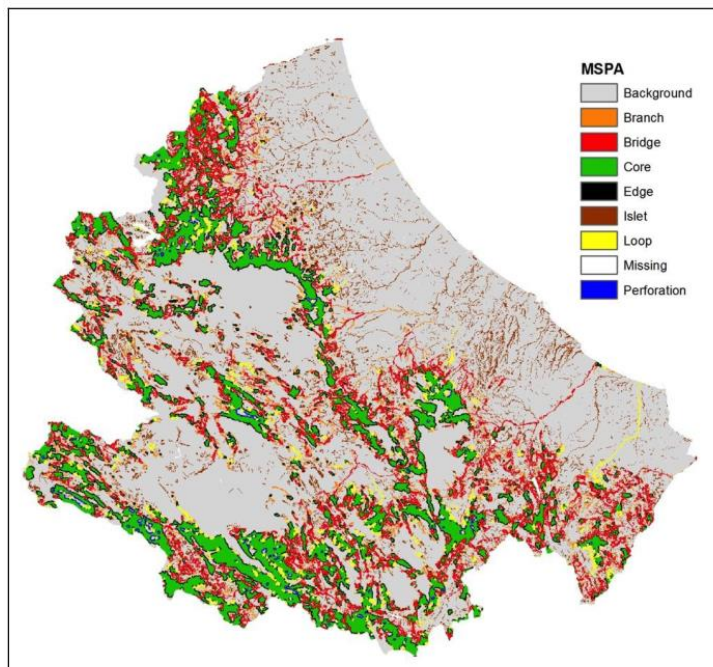 MSPA
Background
Branch
Bridge
Core
Edge
Islet
Loop
Missing
Perforation